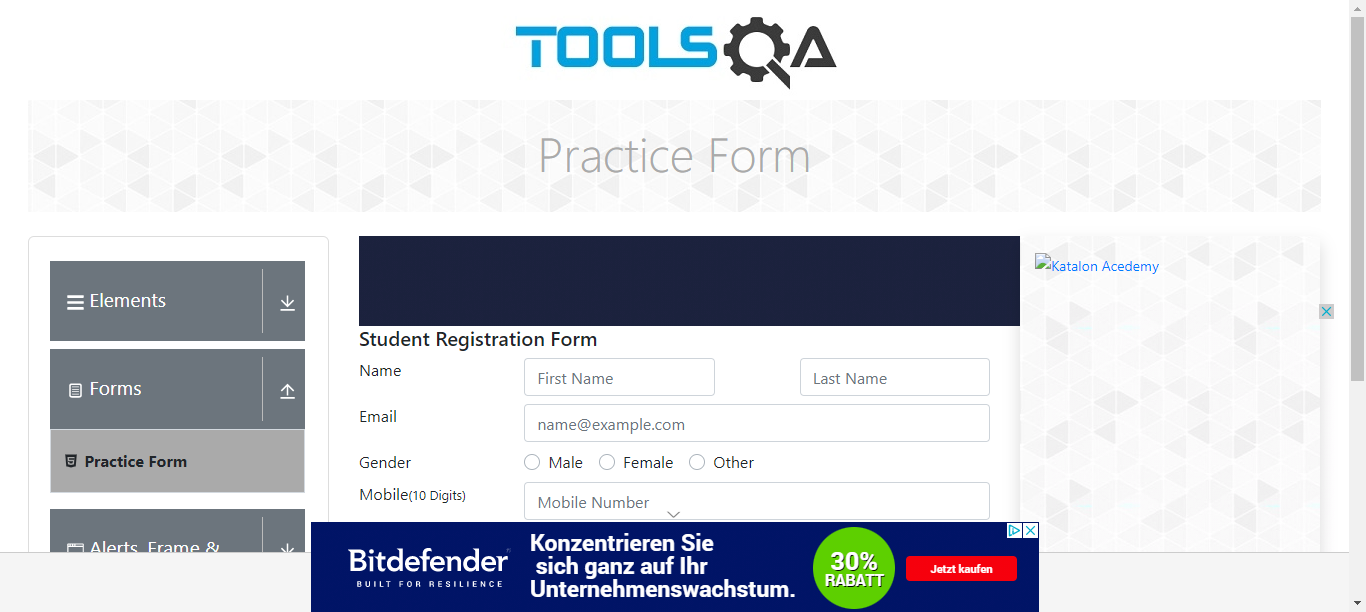 TOOLSQA
Practice Form
Elements
Forms
Practice Form
Alerts, Frame &
Katalon Acedemy
Student Registration Form
Name
First Name
Last Name
Email
name@example.com
Gender
Male
Female
Other
Mobile(10 Digits)
Mobile Number
Bitdefender
BUILT FOR RESILIENCE
Konzentrieren Sie
sich ganz auf Ihr
Unternehmenswachstum.
30%
RABATT
Jetzt kaufen